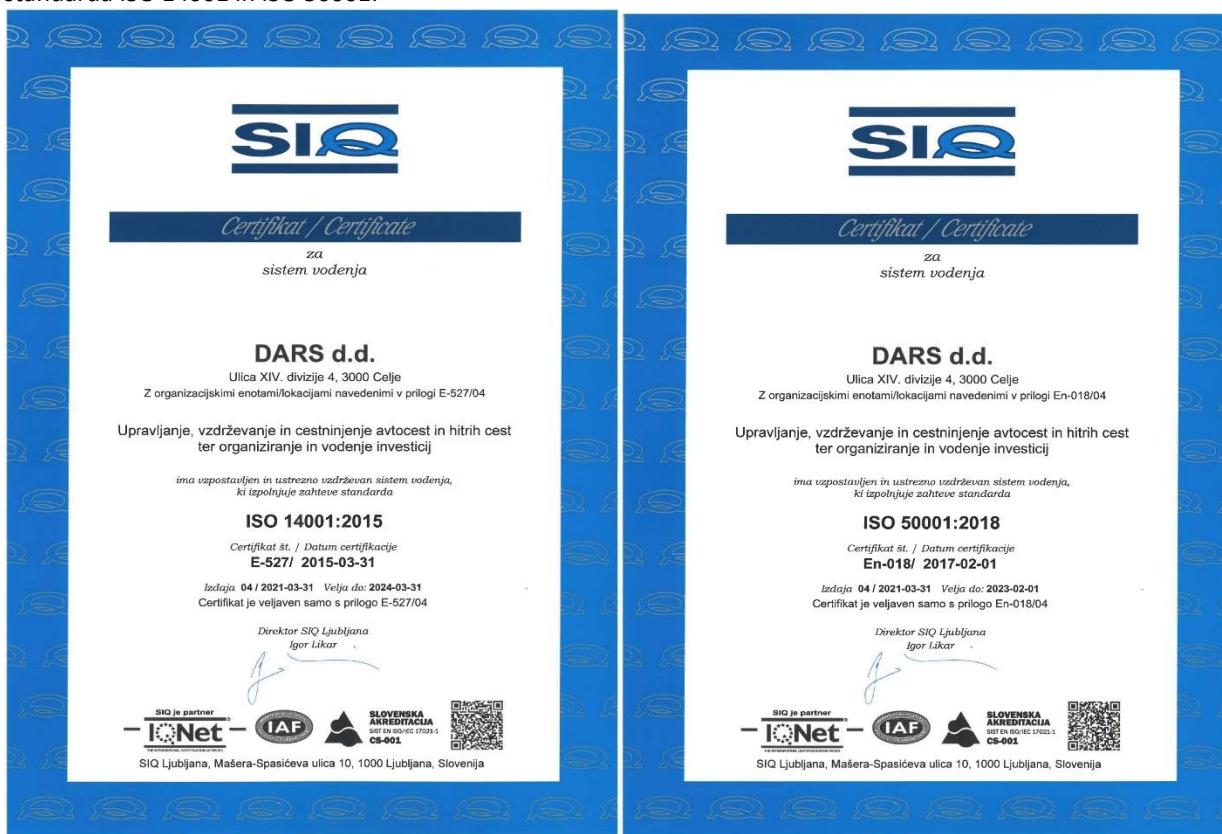 standarda ISO 14001 in ISO 50001.
SIQ
Certifikat / Certificate
za
sistem vodenja
DARS d.d.
Ulica XIV. divizije 4, 3000 Celje
Z organizacijskimi enotami/lokacijami navedenimi v prilogi E-527/04
Upravljanje, vzdrževanje in cestninjenje avtocest in hitrih cest
ter organiziranje in vodenje investicij
ima vzpostavljen in ustrezno vzdrževan sistem vodenja,
ki izpolnjuje zahteve standarda
ISO 14001:2015
Certifikat št. / Datum certifikacije
E-527/ 2015-03-31
Izdaja 04 / 2021-03-31 Velja do: 2024-03-31
Certifikat je veljaven samo s prilogo E-527/04
Direktor SIQ Ljubljana
Igor Likar
SIQ je partner
IQNet
THE INTERNATIONAL CERTIFICATION NETWORK
IAF
SLOVENSKA
AKREDITACIJA
SIST EN ISO/IEC 17021-1
CS-001
SIQ Ljubljana, Mašera-Spasićeva ulica 10, 1000 Ljubljana, Slovenija
SIQ
Certifikat / Certificate
za
sistem vodenja
DARS d.d.
Ulica XIV. divizije 4, 3000 Celje
Z organizacijskimi enotami/lokacijami navedenimi v prilogi En-018/04
Upravljanje, vzdrževanje in cestninjenje avtocest in hitrih cest
ter organiziranje in vodenje investicij
ima vzpostavljen in ustrezno vzdrževan sistem vodenja,
ki izpolnjuje zahteve standarda
ISO 50001:2018
Certifikat št. / Datum certifikacije
En-018/ 2017-02-01
Izdaja 04 / 2021-03-31 Velja do: 2023-02-01
Certifikat je veljaven samo s prilogo En-018/04
Direktor SIQ Ljubljana
Igor Likar
SIQ je partner
IQNet
THE INTERNATIONAL CERTIFICATION NETWORK
IAF
SLOVENSKA
AKREDITACIJA
SIST EN ISO/IEC 17021-1
CS-001
SIQ Ljubljana, Mašera-Spasićeva ulica 10, 1000 Ljubljana, Slovenija